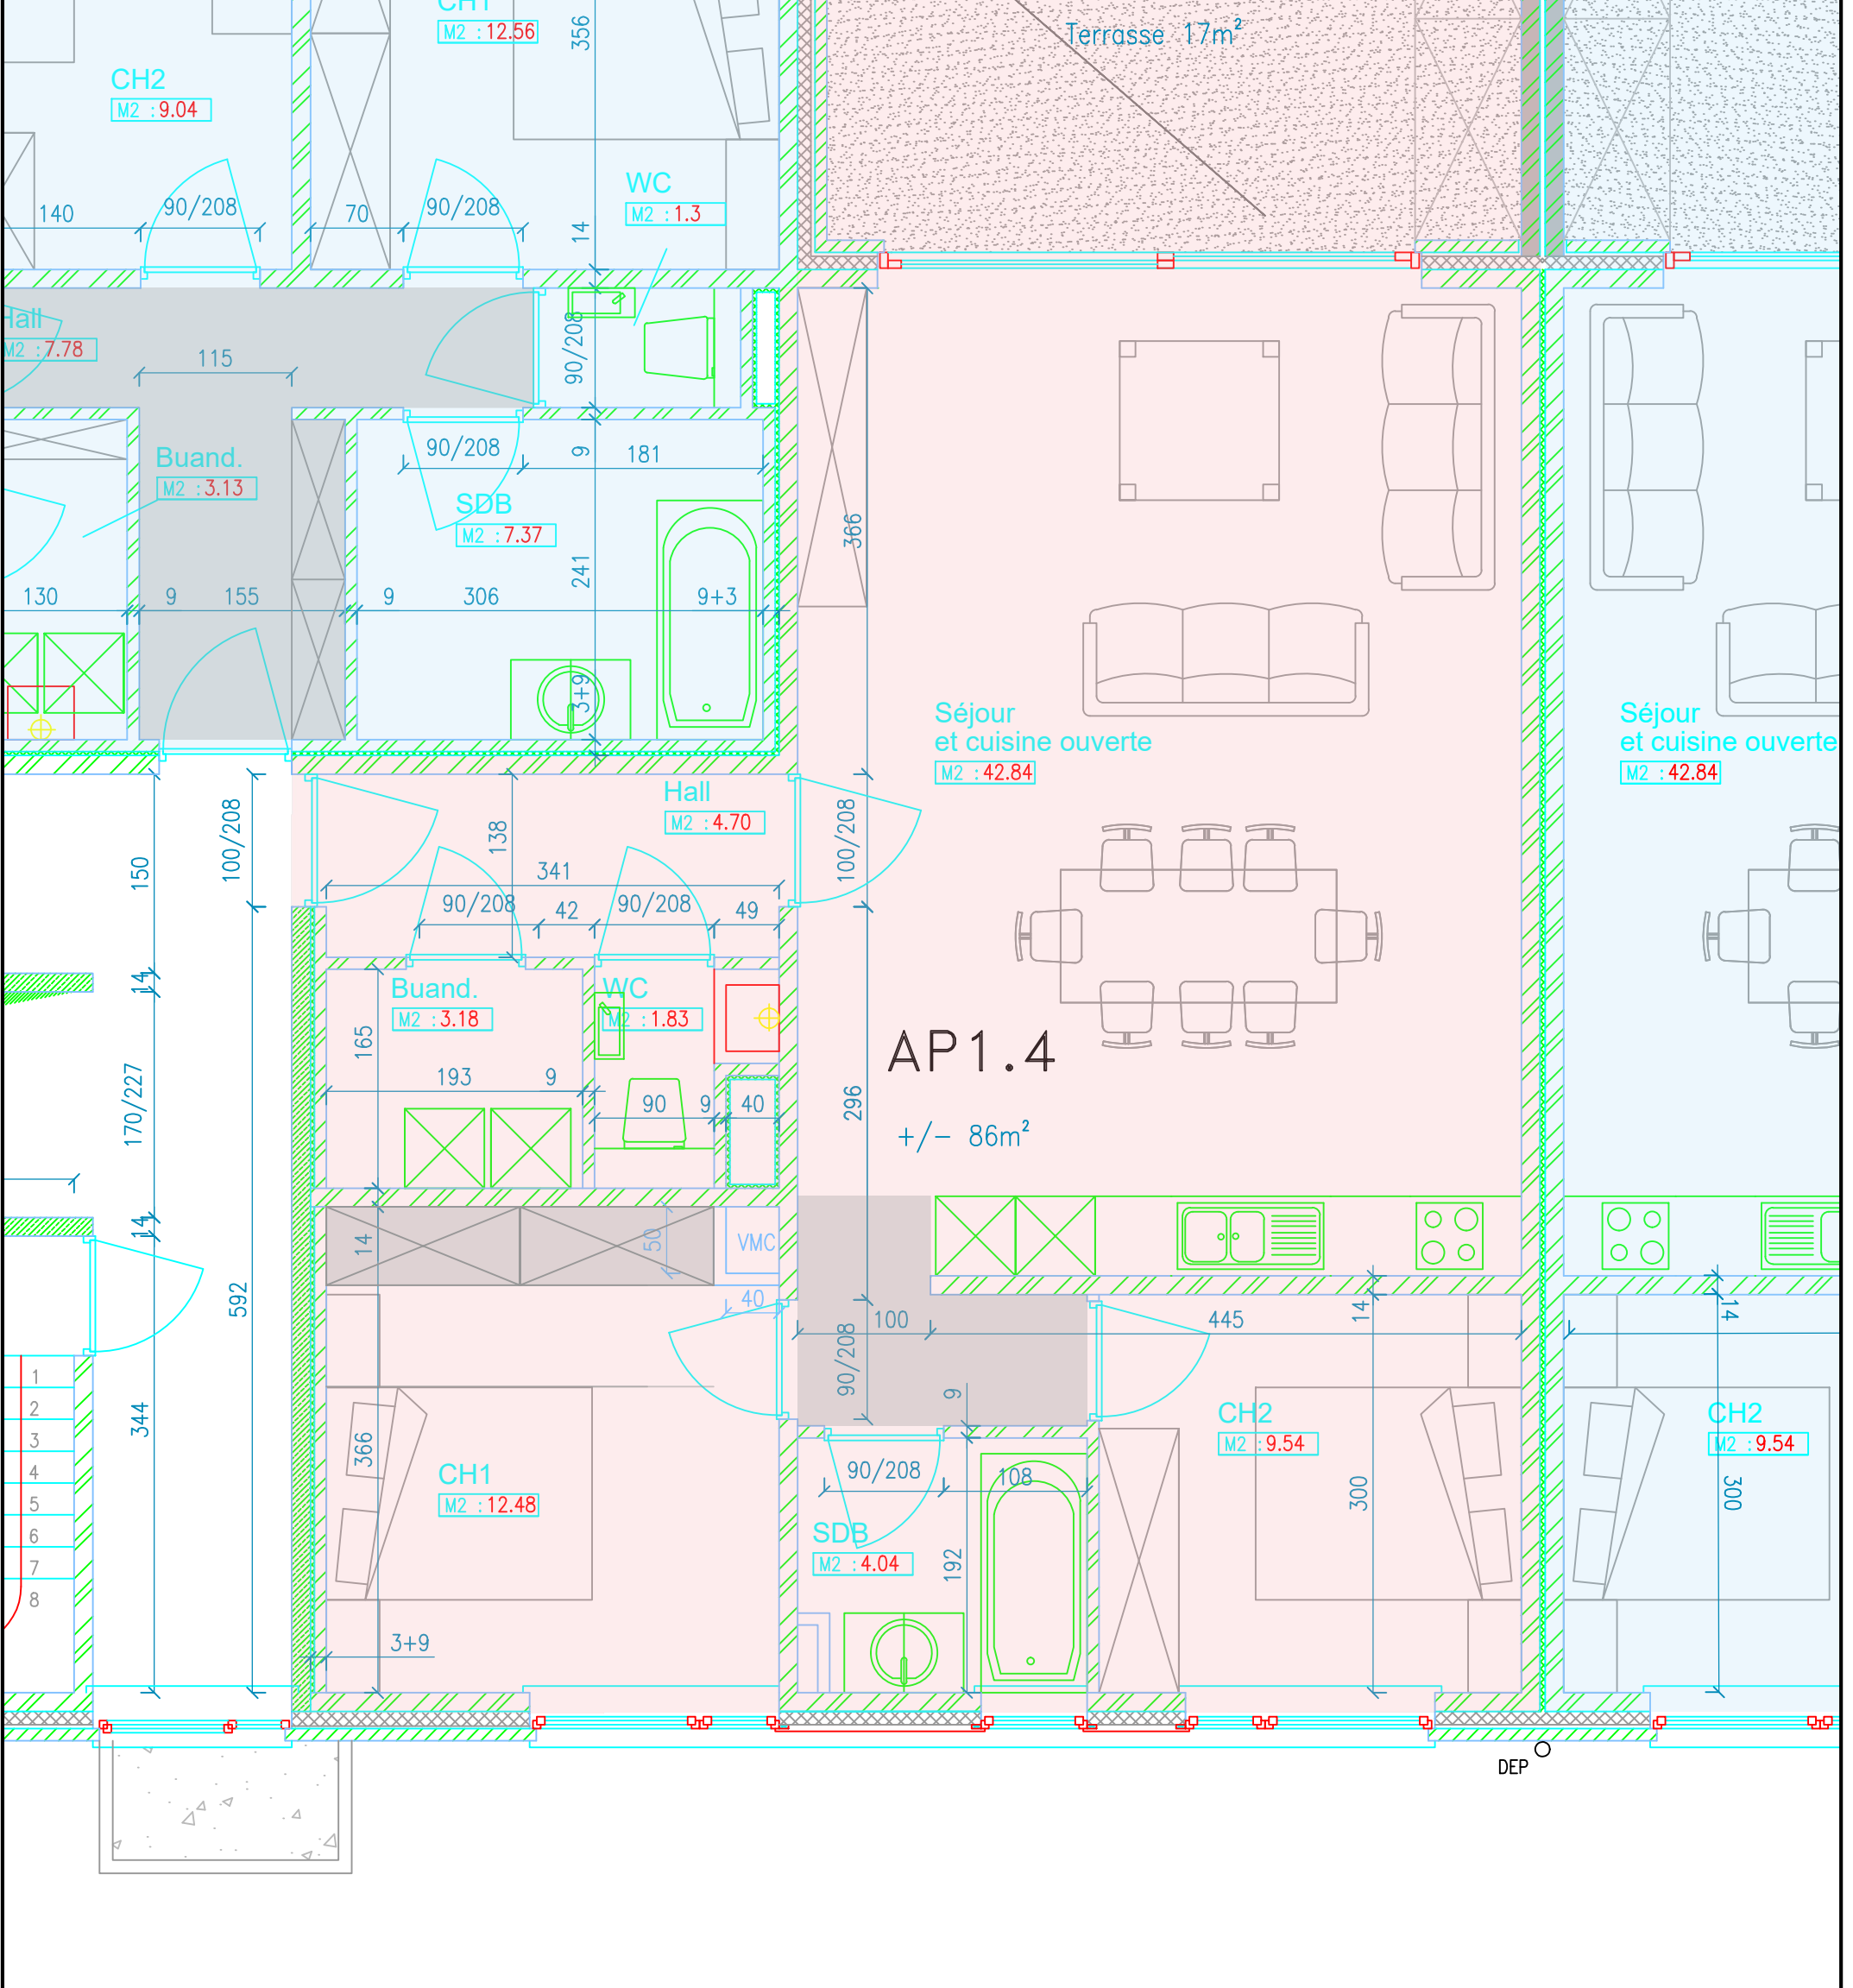 CH1
M2 : 12.56
356
Terrasse 17m²
CH2
M2 : 9.04
WC
M2 : 1.3
140
90/208
70
90/208
14
Hall
M2 : 7.78
115
90/208
Buand.
M2 : 3.13
90/208
9
181
SDB
M2 : 7.37
366
241
130
9
155
9
306
9+3
3+9
Séjour
et cuisine ouverte
M2 : 42.84
Séjour
et cuisine ouverte
M2 : 42.84
Hall
M2 : 4.70
150
100/208
138
100/208
341
90/208
42
90/208
49
14
Buand.
M2 : 3.18
WC
M2 : 1.83
AP1.4
165
170/227
193
9
90
9
40
296
+/- 86m²
14
14
50
VMC
592
40
100
445
14
14
90/208
9
1
2
3
4
5
6
7
8
344
366
CH1
M2 : 12.48
CH2
M2 : 9.54
CH2
M2 : 9.54
90/208
108
300
300
SDB
M2 : 4.04
192
3+9
DEP